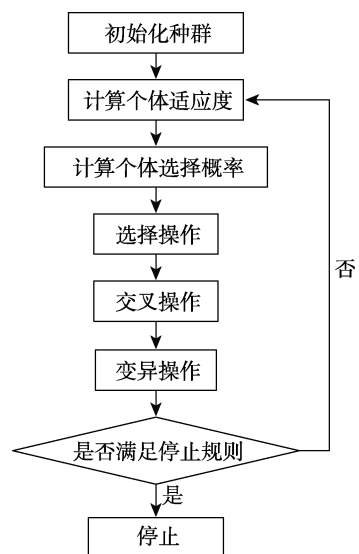 初始化种群
计算个体适应度
计算个体选择概率
选择操作
否
交叉操作
变异操作
是否满足停止规则
是
停止